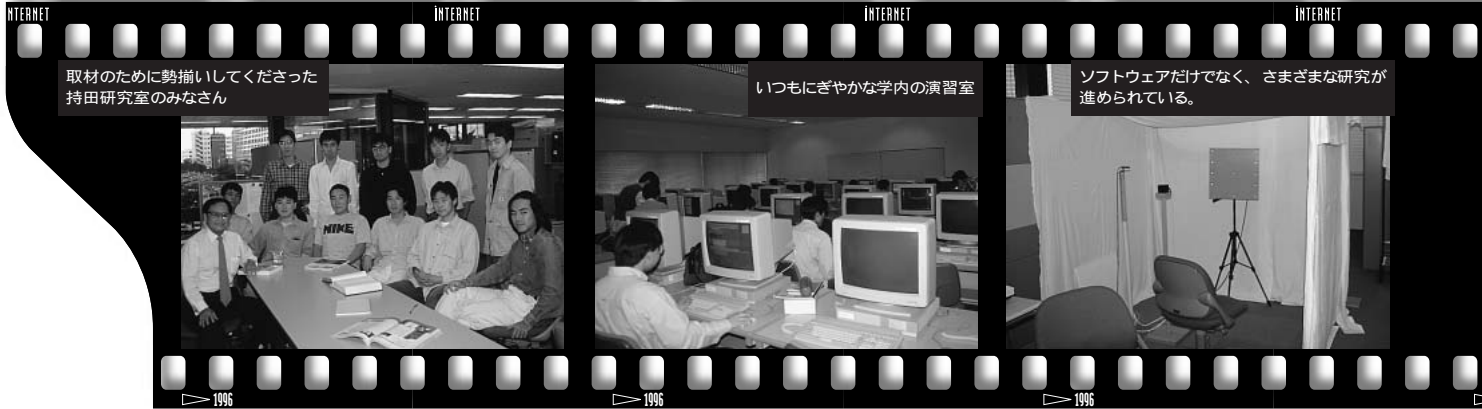 NTERNET
INTERNET
INTERNET
INTERNET
取材のために勢揃いしてくださった
持田研究室のみなさん
いつもにぎやかな学内の演習室
ソフトウェアだけでなく、さまざまな研究が
進められている。
NIKE
1996
1996